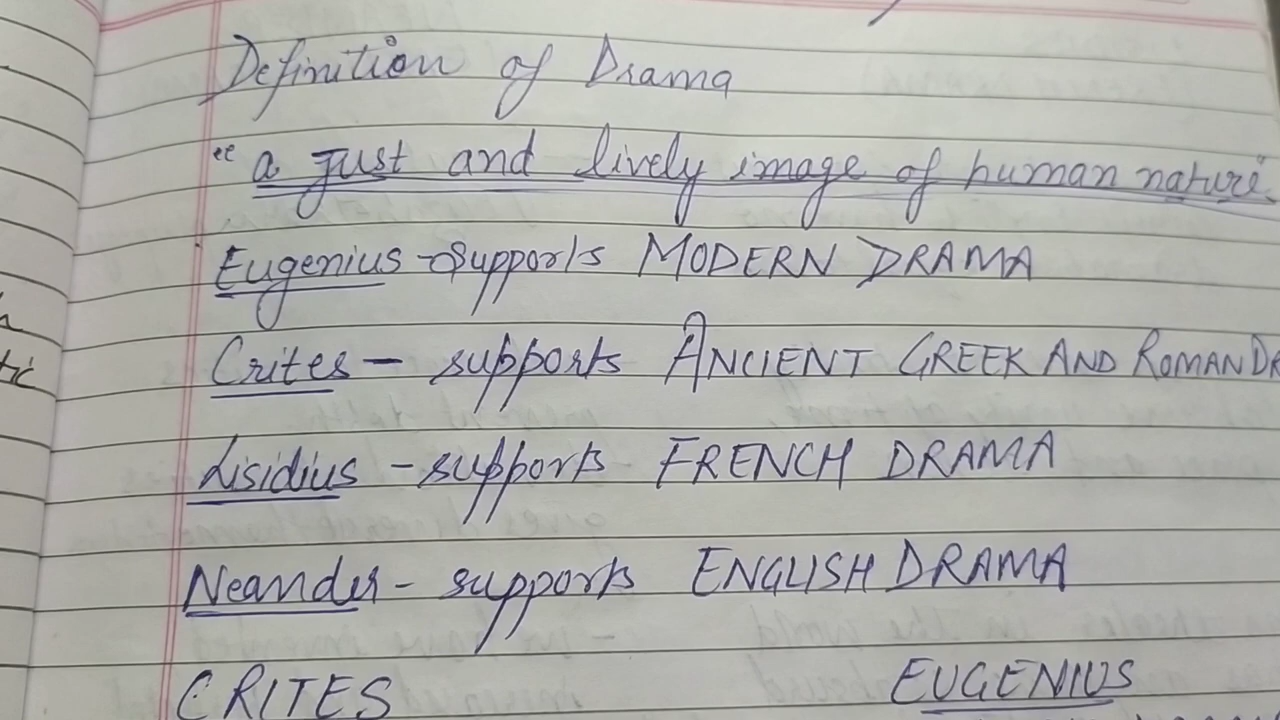 Definition of Drama
"a just and lively image of human nature
Eugenius - Supports MODERN DRAMA
Crites - supports ANCIENT GREEK AND ROMAN DR
Lisidius - supports FRENCH DRAMA
Neander - supports ENGLISH DRAMA
CRITES EUGENIUS